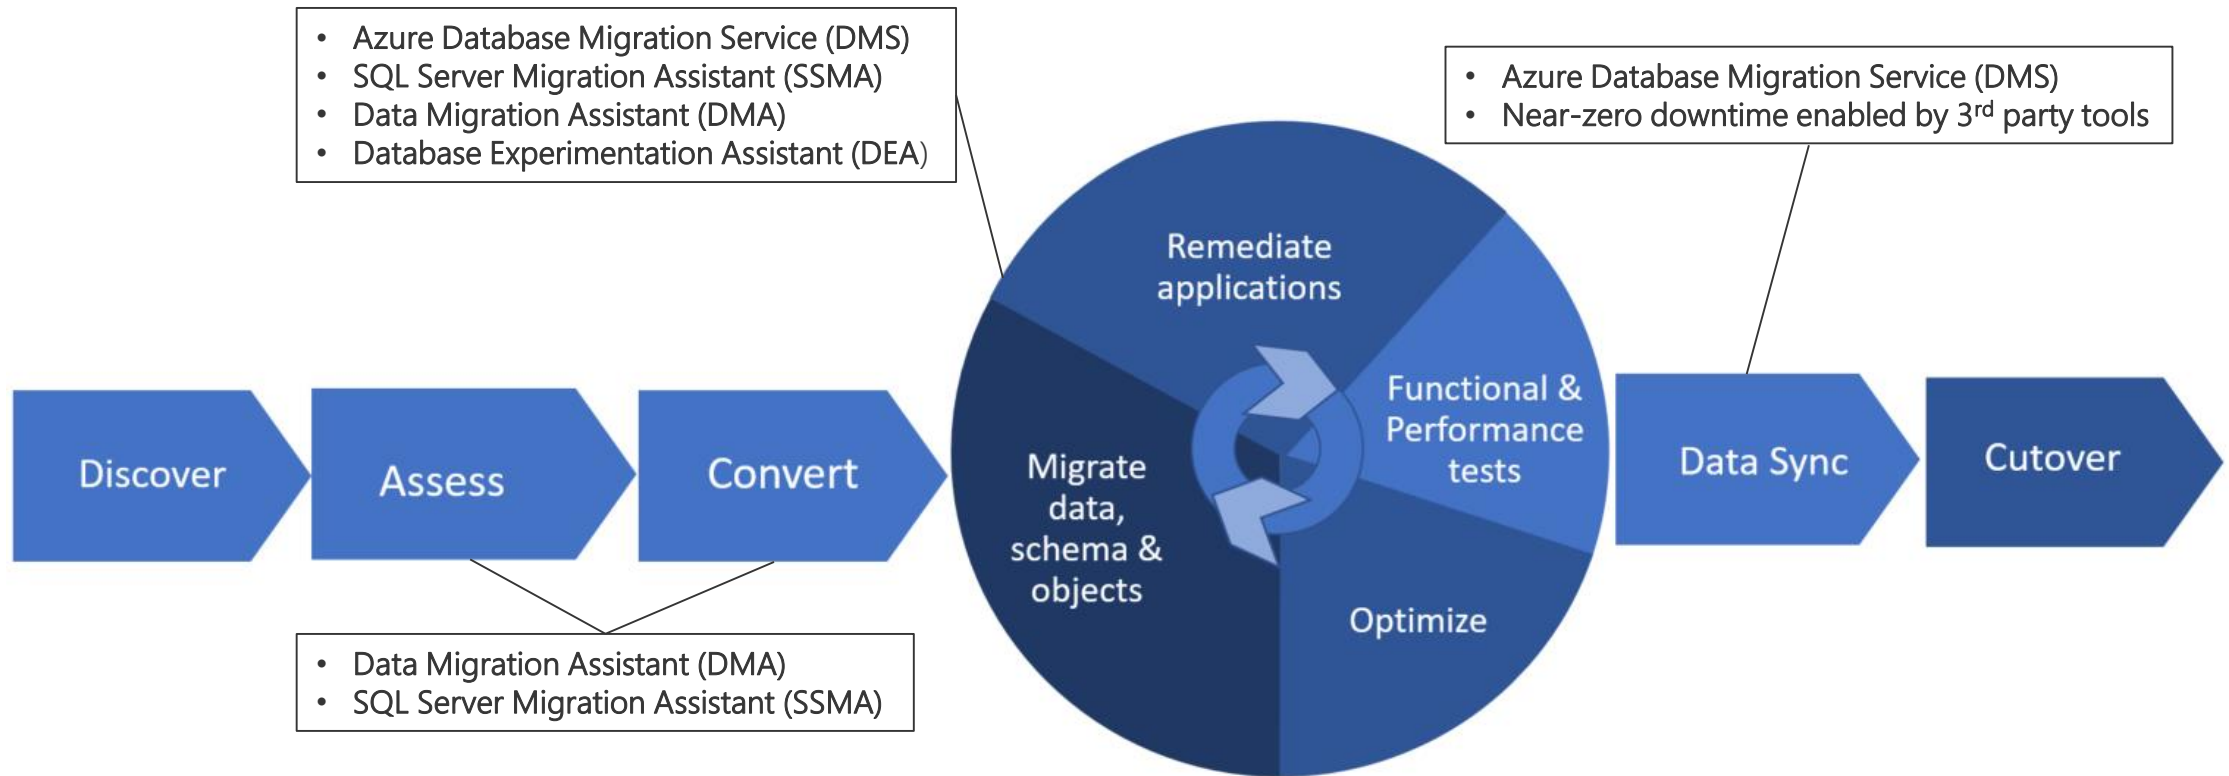 • Azure Database Migration Service (DMS)
• SQL Server Migration Assistant (SSMA)
• Data Migration Assistant (DMA)
• Database Experimentation Assistant (DEA)
• Azure Database Migration Service (DMS)
• Near-zero downtime enabled by 3rd party tools
Discover
Assess
Convert
Migrate
data,
schema &
objects
Remediate
applications
Functional &
Performance
tests
Optimize
Data Sync
Cutover
• Data Migration Assistant (DMA)
• SQL Server Migration Assistant (SSMA)